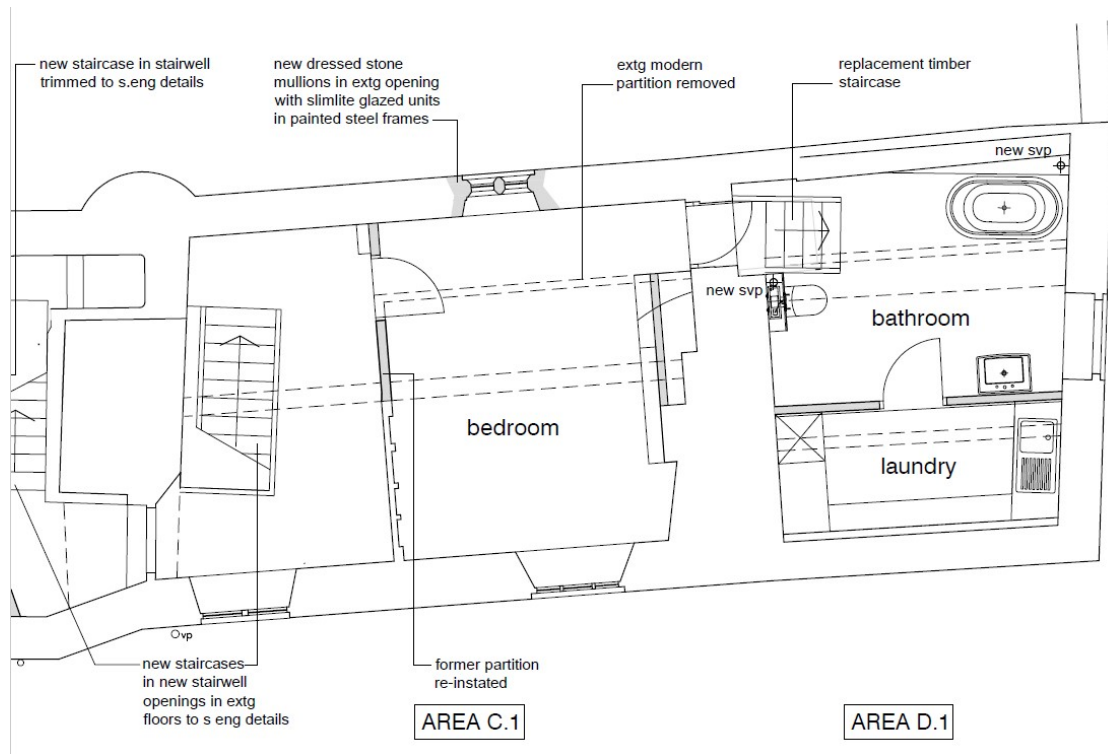 new staircase in stairwell
trimmed to s.eng details
new dressed stone
mullions in extg opening
with slimlite glazed units
in painted steel frames
extg modern
partition removed
replacement timber
staircase
new svp
new svp
bathroom
bedroom
laundry
vp
new staircases
in new stairwell
openings in extg
floors to s eng details
former partition
re-instated
AREA C.1
AREA D.1